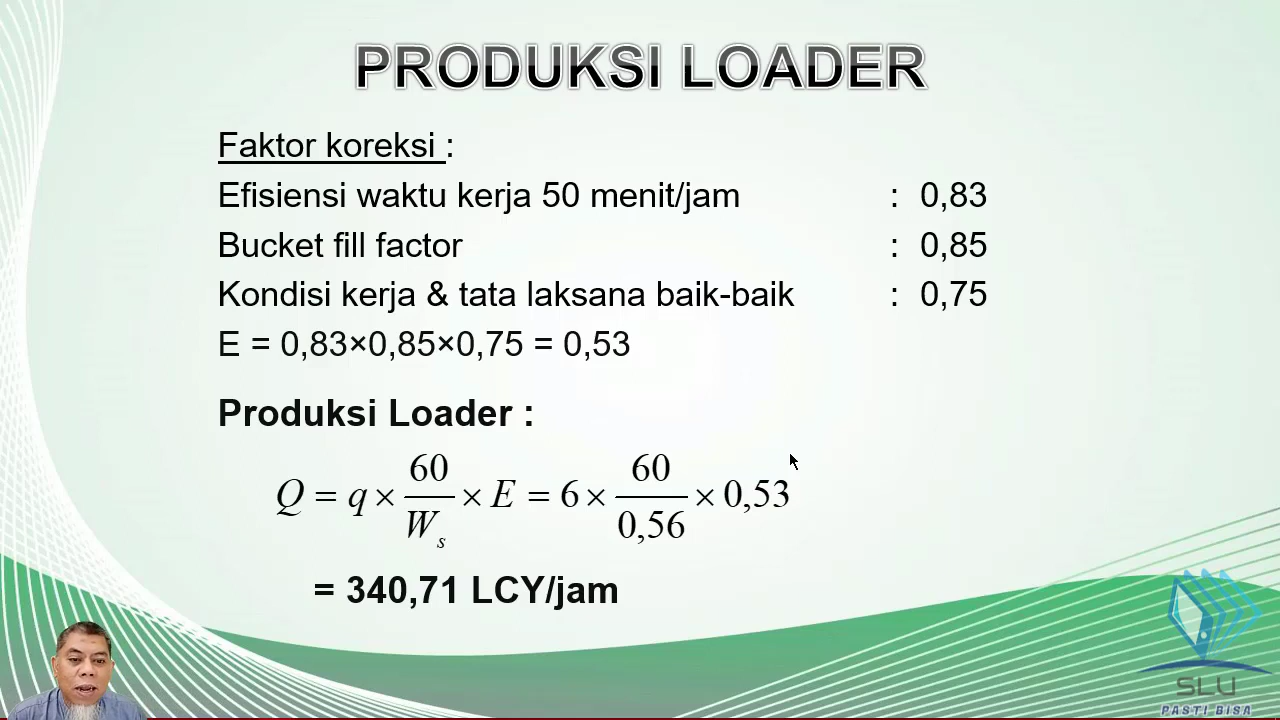 PRODUKSI LOADER
Faktor koreksi :
Efisiensi waktu kerja 50 menit/jam : 0,83
Bucket fill factor : 0,85
Kondisi kerja & tata laksana baik-baik : 0,75
E = 0,83×0,85×0,75 = 0,53
Produksi Loader :
Q = q × 60/Wₛ × E = 6 × 60/0,56 × 0,53
= 340,71 LCY/jam
SLU
PASTI BISA